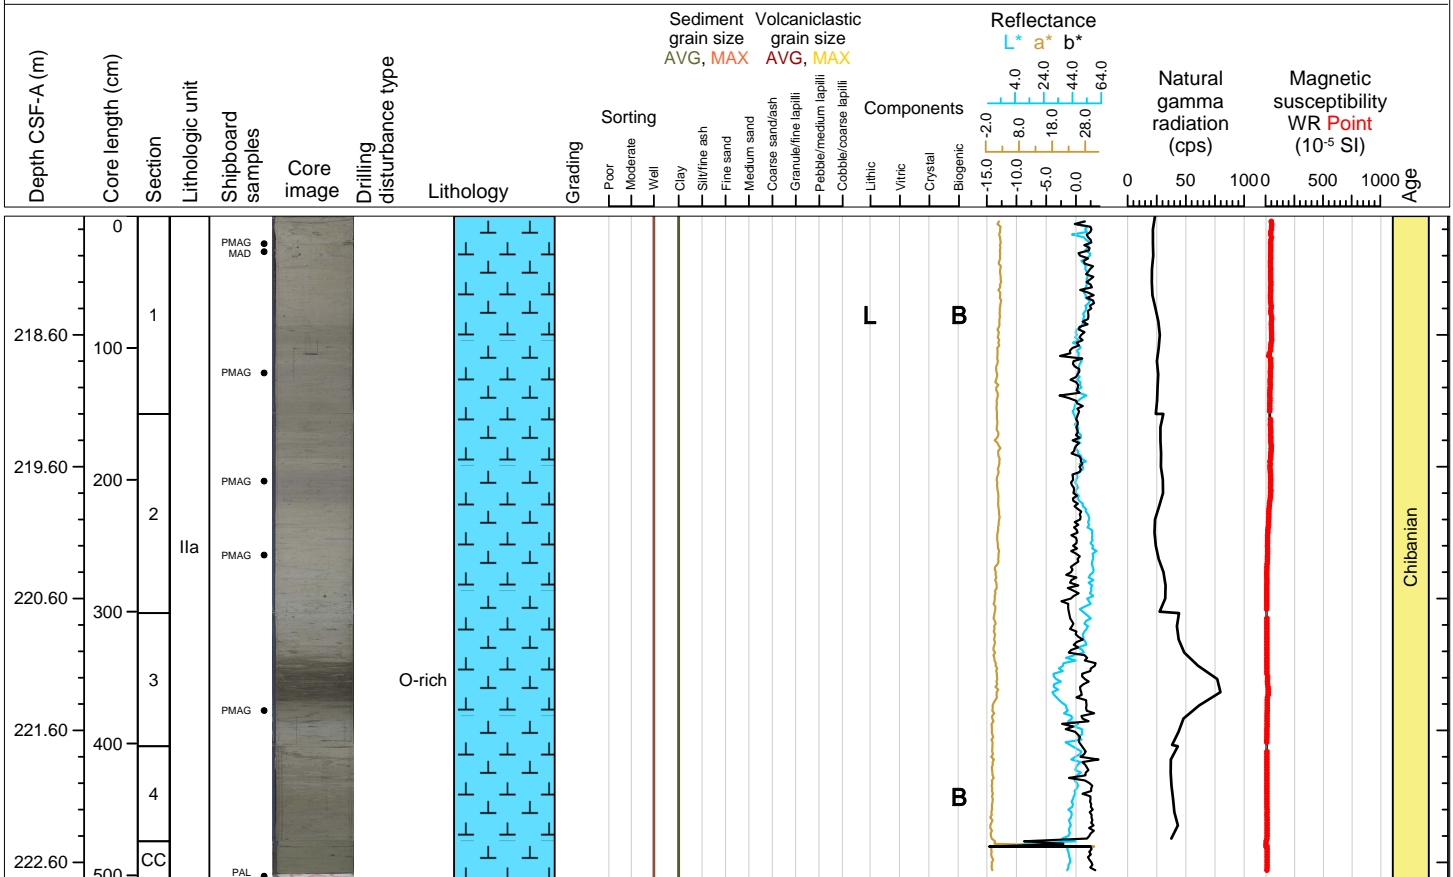 Sediment grain size
AVG, MAX
Volcaniclastic grain size
AVG, MAX
Reflectance
L* a* b*
Depth CSF-A (m)
Core length (cm)
Section
Lithologic unit
Shipboard samples
Core image
Drilling disturbance type
Lithology
Grading
Sorting
Poor
Moderate
Well
Clay
Silt/fine ash
Fine sand
Medium sand
Coarse sand/ash
Granule/fine lapilli
Pebble/medium lapilli
Cobble/coarse lapilli
Components
Lithic
Vitric
Crystal
Biogenic
4.0 24.0 44.0 64.0
-2.0 8.0 18.0 28.0
-15.0 -10.0 -5.0 0.0
Natural gamma radiation (cps)
0 50 100
Magnetic susceptibility
WR Point
(10-5 SI)
0 500 1000
Age
0
PMAG
MAD
1
L B
218.60
100
PMAG
219.60
200
PMAG
2
Chibanian
IIa
PMAG
220.60
300
3
O-rich
PMAG
221.60
400
4
B
CC
222.60
500
PAL